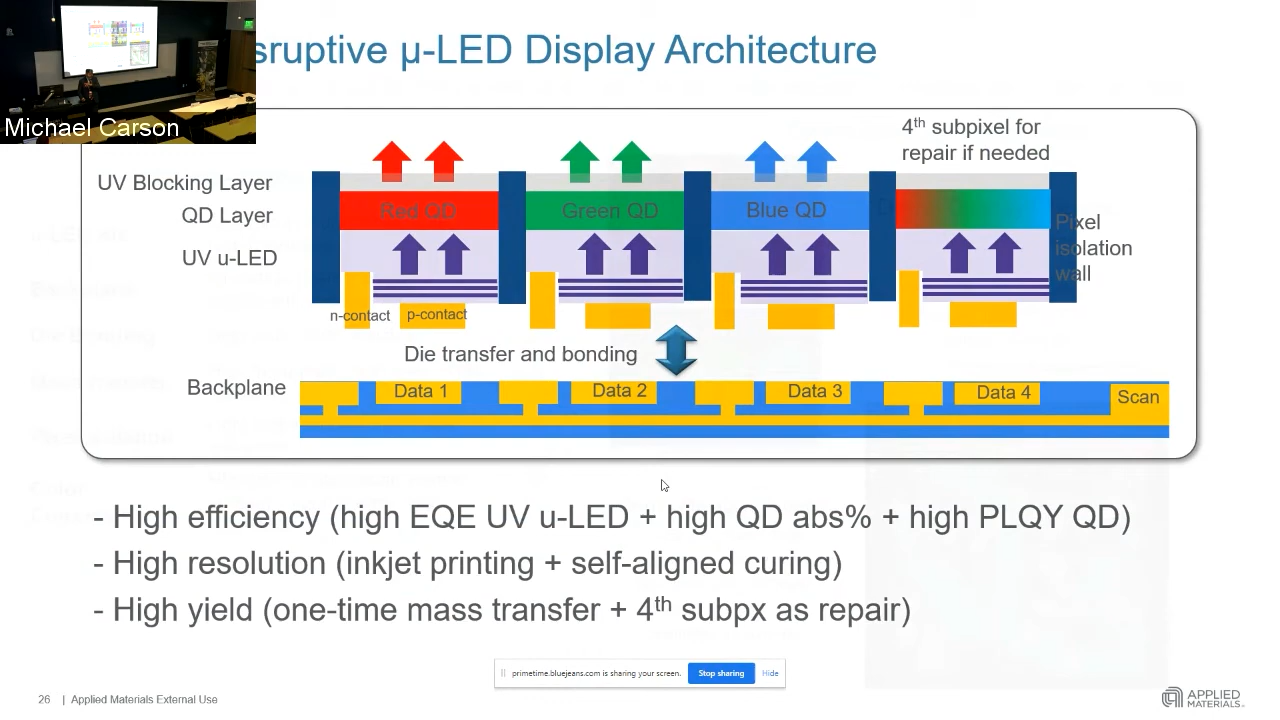 sruptive µ-LED Display Architecture
Michael Carson
4th subpixel for
repair if needed
UV Blocking Layer
QD Layer
UV u-LED
Red QD
Green QD
Blue QD
Pixel
isolation
wall
n-contact
p-contact
Die transfer and bonding
Backplane
Data 1
Data 2
Data 3
Data 4
Scan
- High efficiency (high EQE UV u-LED + high QD abs% + high PLQY QD)
- High resolution (inkjet printing + self-aligned curing)
- High yield (one-time mass transfer + 4th subpx as repair)
primetime.bluejeans.com is sharing your screen.
Stop sharing
Hide
26 | Applied Materials External Use
APPLIED
MATERIALS